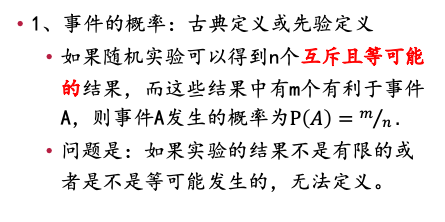 • 1、事件的概率：古典定义或先验定义
• 如果随机实验可以得到n个互斥且等可能
的结果，而这些结果中有m个有利于事件
A，则事件A发生的概率为P(A) = m/n.
• 问题是：如果实验的结果不是有限的或
者是不是等可能发生的，无法定义。